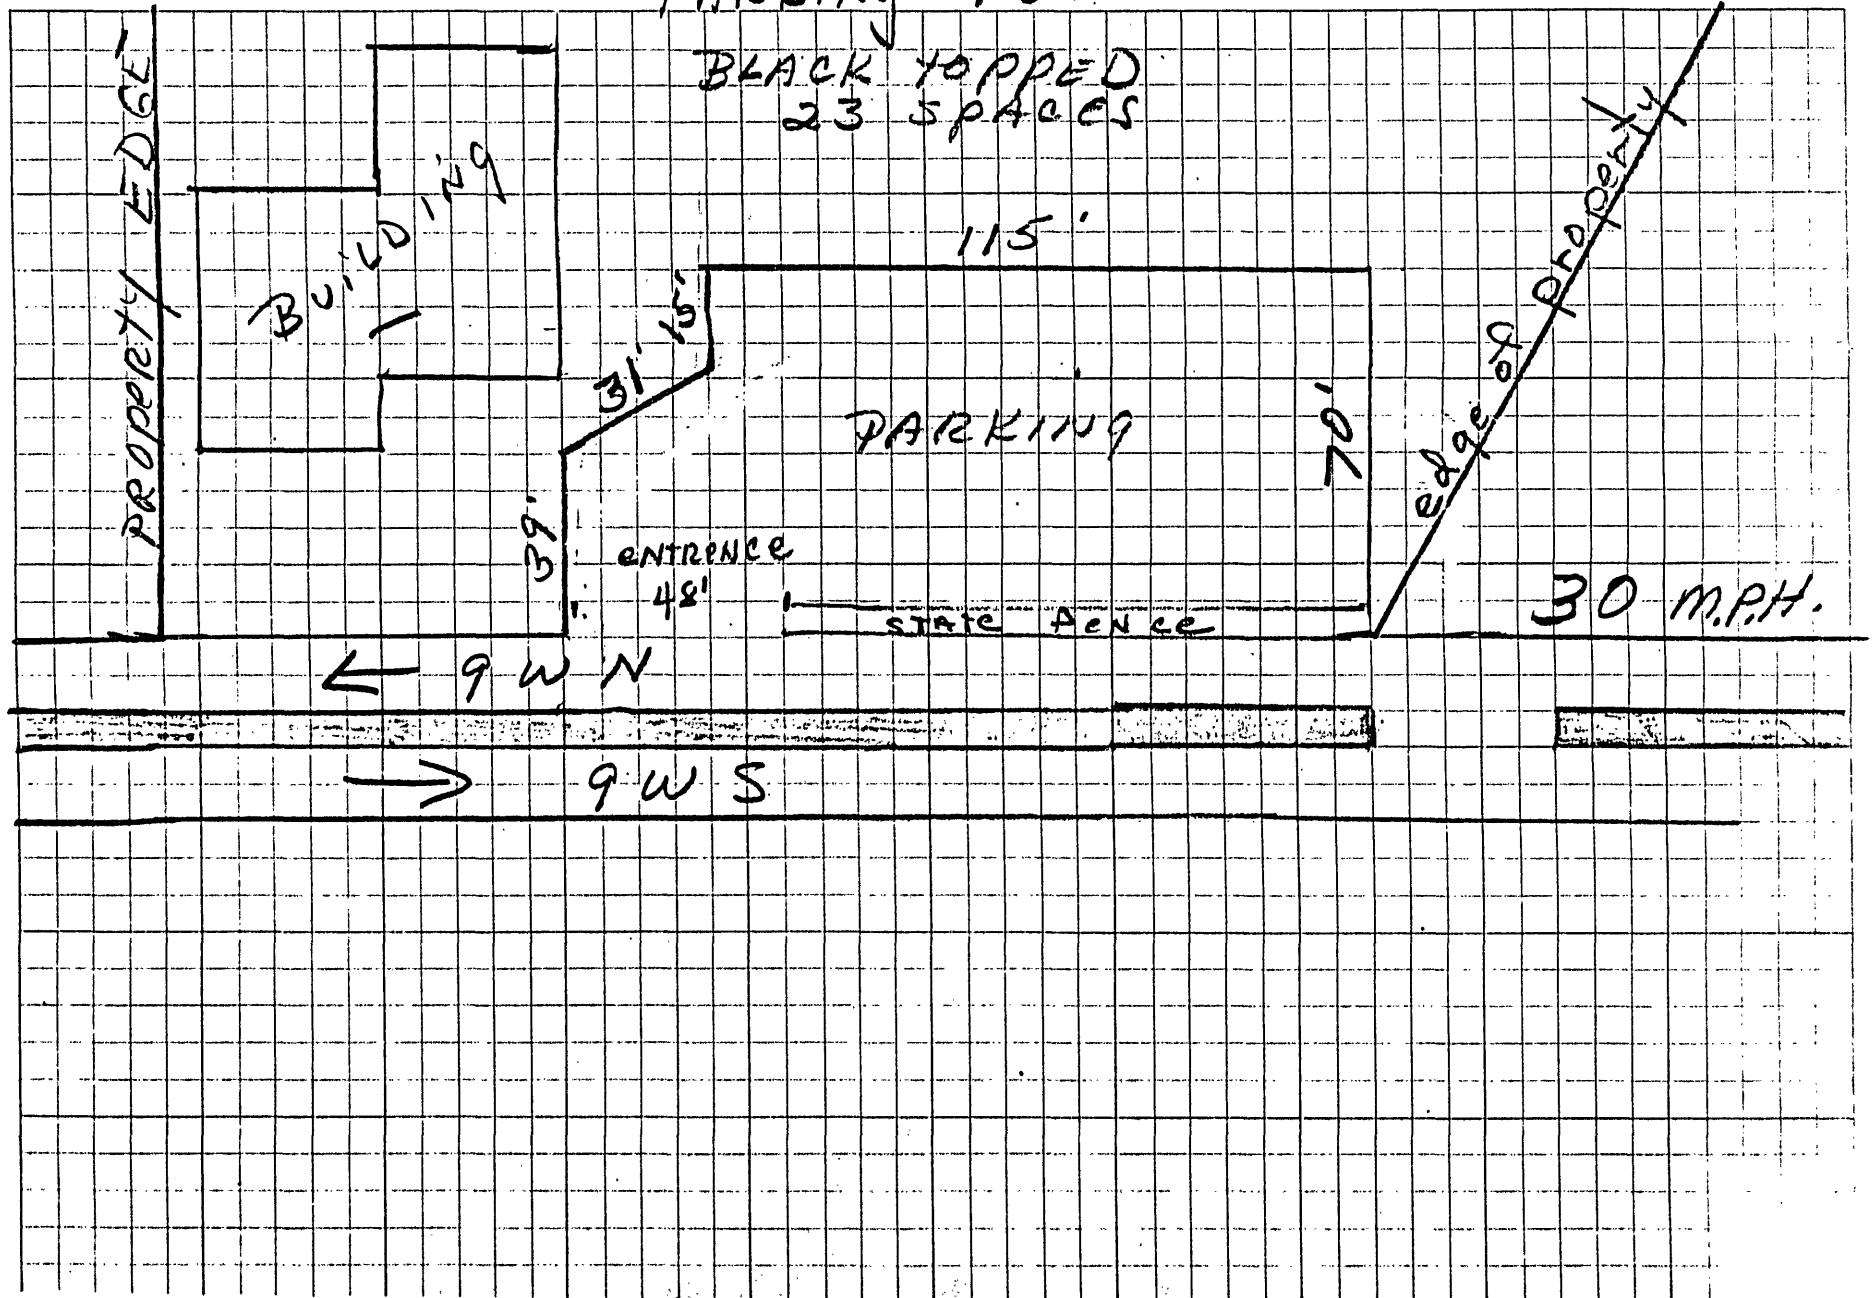 BLACK TOPPED
23 SPACES
PROPERTY EDGE
BUiLDiNg
115'
15'
31'
PARKING
70'
edge of property
39'
eNTRENCe
48'
STATe FeNCe
30 M.P.H.
← 9 W N
→ 9 W S